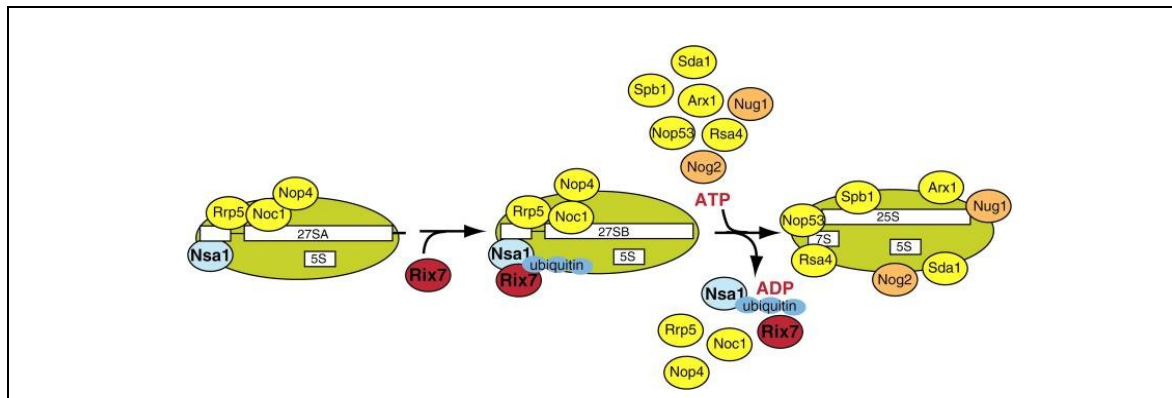 Sda1
Spb1
Arx1
Nug1
Nop53
Rsa4
Nog2
ATP
Nop4
Rrp5
Noc1
27SA
Nsa1
5S
Rix7
Nop4
Rrp5
Noc1
27SB
Nsa1
ubiquitin
5S
Rix7
Nsa1
ADP
ubiquitin
Rix7
Rrp5
Noc1
Nop4
Arx1
Spb1
Nug1
Nop53
25S
7S
5S
Rsa4
Nog2
Sda1